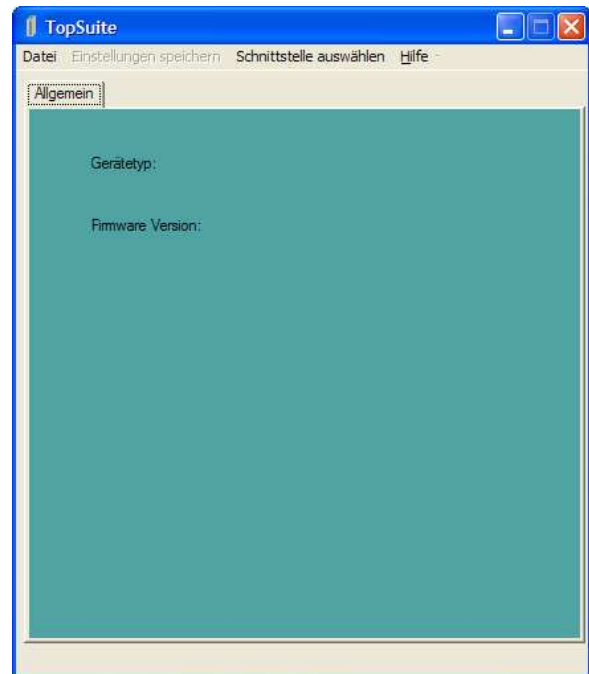 TopSuite
Datei Einstellungen speichern Schnittstelle auswählen Hilfe
Allgemein
Gerätetyp:
Firmware Version: